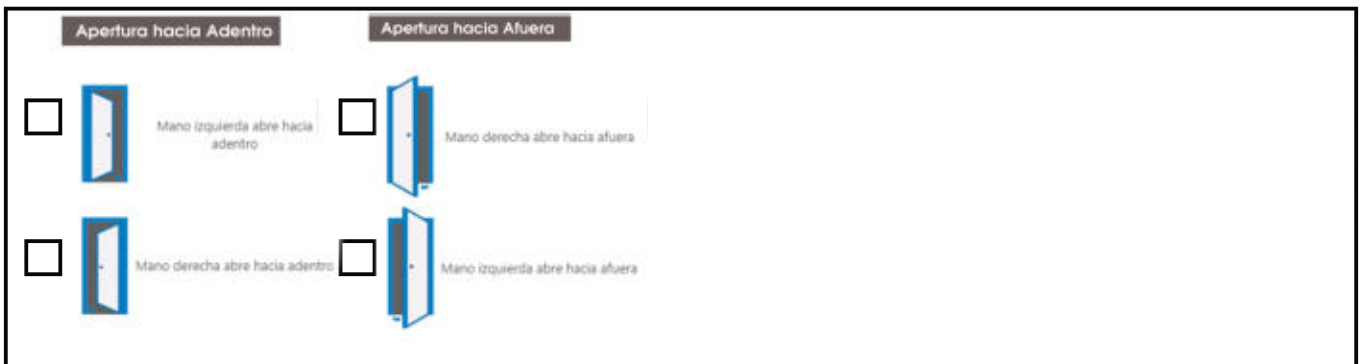 Apertura hacia Adentro
Apertura hacia Afuera
Mano izquierda abre hacia
adentro
Mano derecha abre hacia afuera
Mano derecha abre hacia adentro
Mano izquierda abre hacia afuera